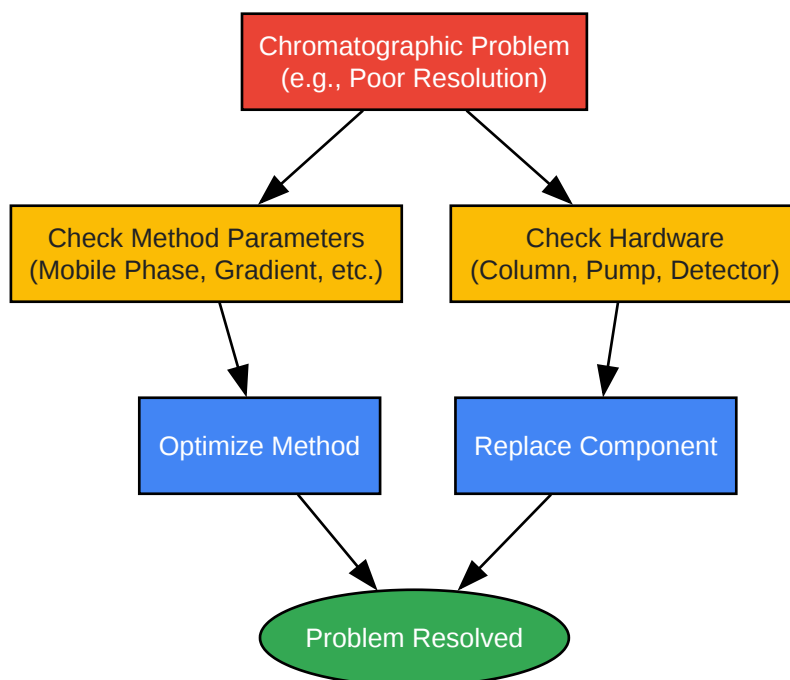 Chromatographic Problem
(e.g., Poor Resolution)
Check Method Parameters
(Mobile Phase, Gradient, etc.)
Check Hardware
(Column, Pump, Detector)
Optimize Method
Replace Component
Problem Resolved